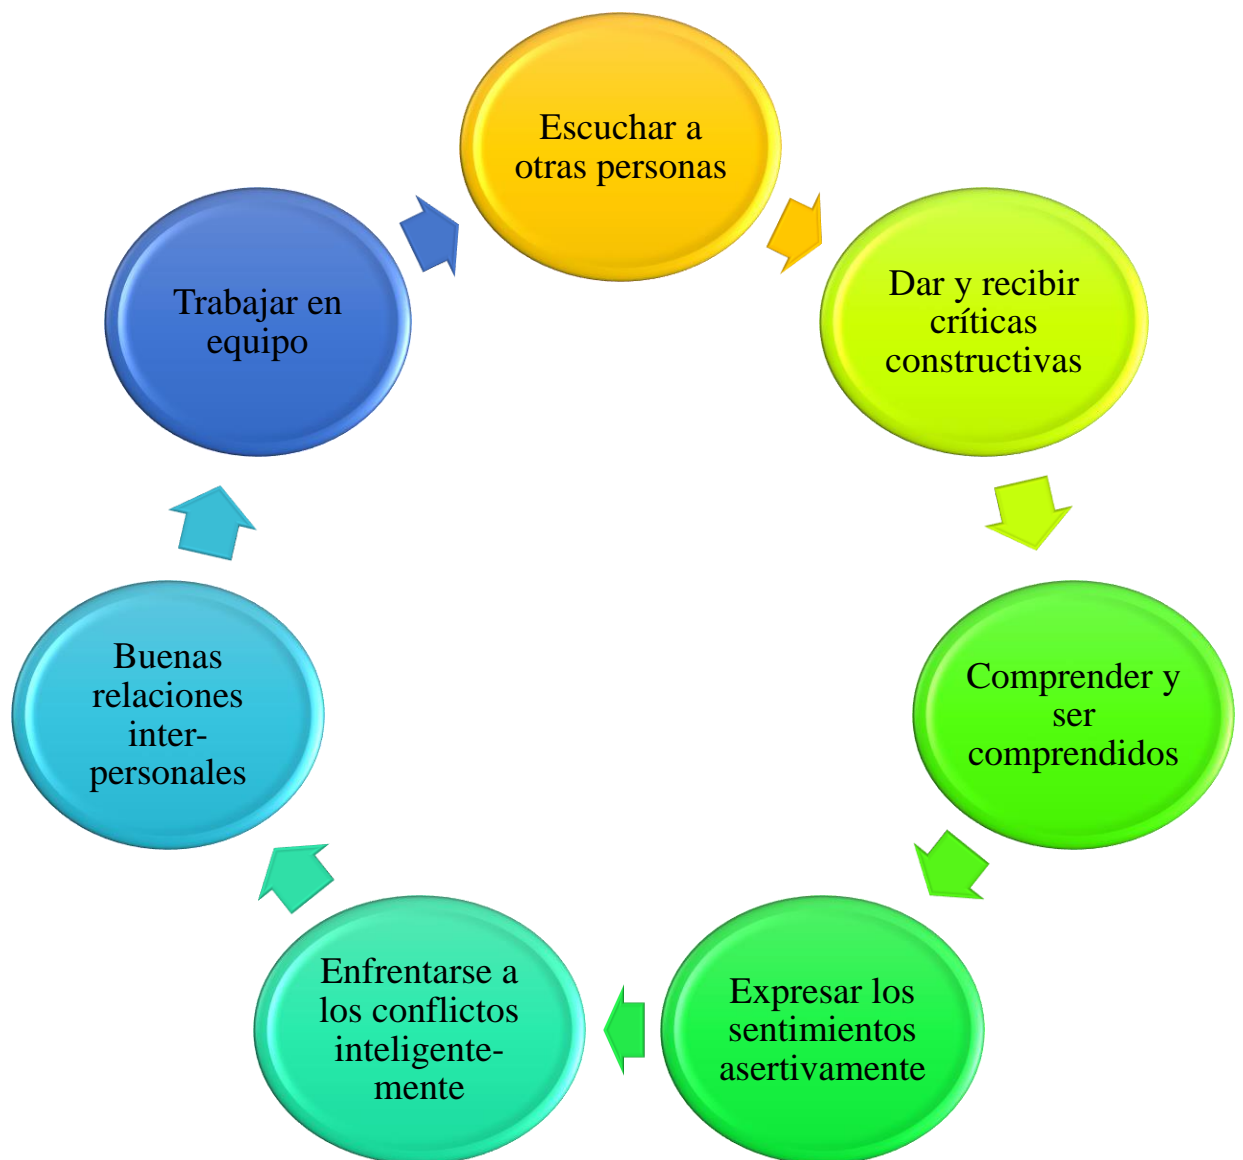 Escuchar a
otras personas
Dar y recibir
críticas
constructivas
Comprender y
ser
comprendidos
Expresar los
sentimientos
asertivamente
Enfrentarse a
los conflictos
inteligente-
mente
Buenas
relaciones
inter-
personales
Trabajar en
equipo